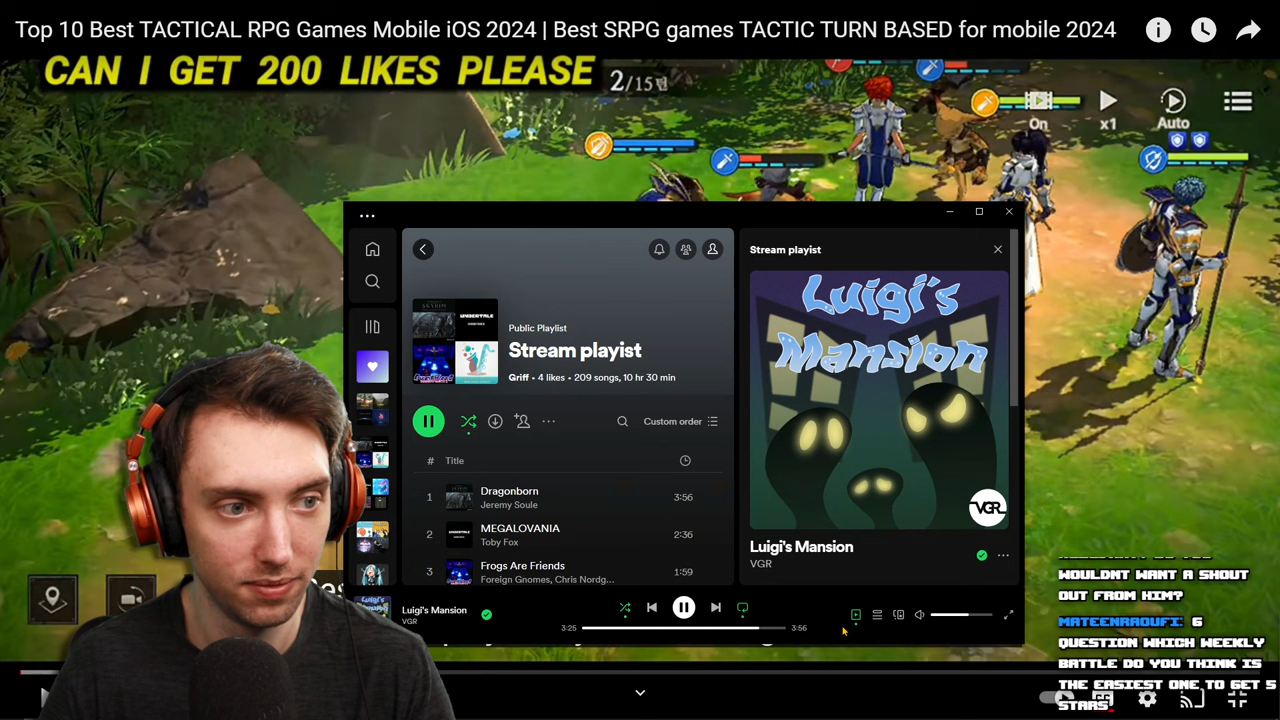 Top 10 Best TACTICAL RPG Games Mobile iOS 2024 | Best SRPG games TACTIC TURN BASED for mobile 2024
CAN I GET 200 LIKES PLEASE
2/15
On
x1
Auto
Public Playlist
Stream playlist
Griff • 4 likes • 209 songs, 10 hr 30 min
Custom order
# Title
1 Dragonborn 3:56
Jeremy Soule
2 MEGALOVANIA 2:36
Toby Fox
3 Frogs Are Friends 1:59
Foreign Gnomes, Chris Nordg...
Stream playlist
Luigi's
Mansion
VGR
Luigi's Mansion
VGR
Luigi's Mansion
VGR
3:25
3:56
WOULDNT WANT A SHOUT
OUT FROM HIM?
MATEENRAOUFI: 6
QUESTION WHICH WEEKLY
BATTLE DO YOU THINK IS
THE EASIEST ONE TO GET 5
STARS